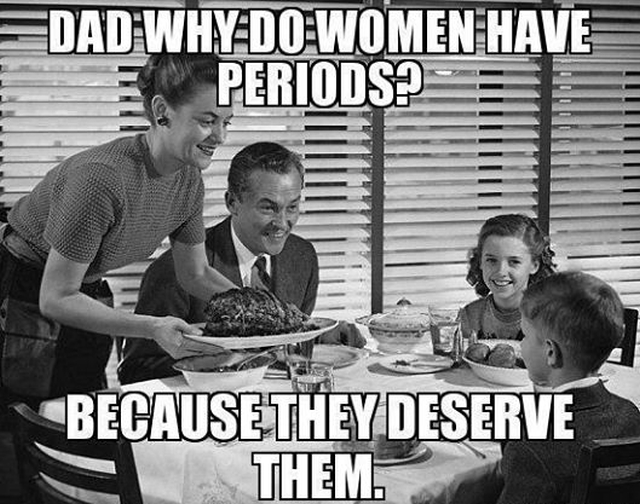 DAD WHY DO WOMEN HAVE
PERIODS?
BECAUSE THEY DESERVE
THEM.